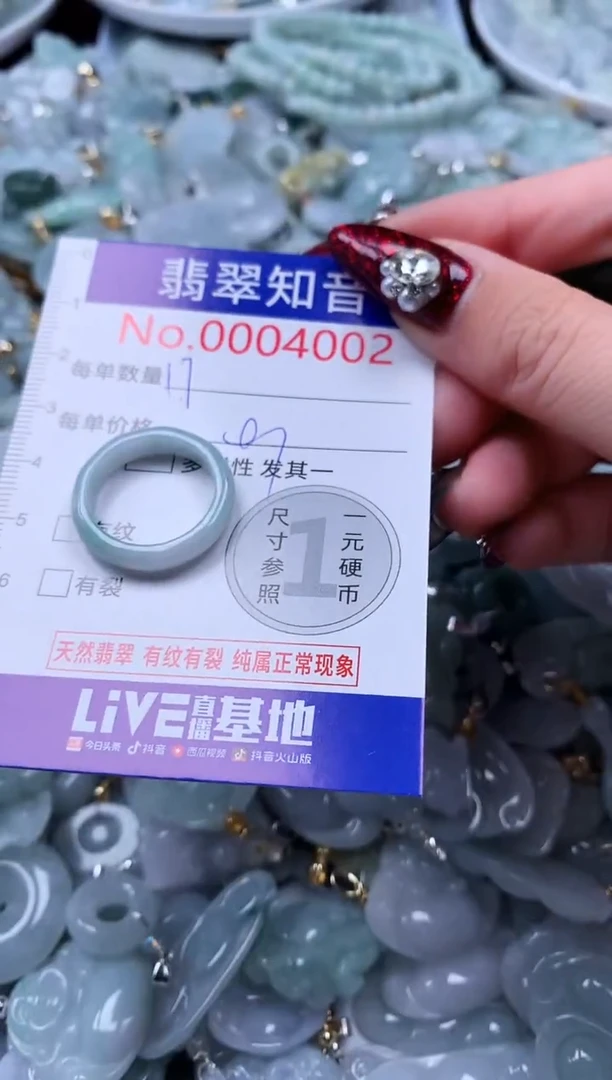 翡翠知音
No.0004002
每单数量 17
每单价格
性 发其一
尺寸参照 1 一元硬币
有纹
有裂
天然翡翠 有纹有裂 纯属正常现象
LiVE直播基地
今日头条 抖音 西瓜视频 抖音火山版
0
1
2
3
4
5
6